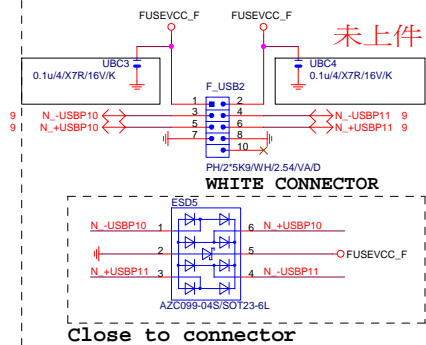 FUSEVCC_F FUSEVCC_F
未上件
UBC3 UBC4
0.1u/4/X7R/16V/K 0.1u/4/X7R/16V/K
F_USB2
1 2
9 N_-USBP10 3 4 N_-USBP11 9
9 N_+USBP10 5 6 N_+USBP11 9
7 8
10
PH/2*5K9/WH/2.54/VA/D
WHITE CONNECTOR
ESD5
N_-USBP10 1 6 N_+USBP10
2 5 FUSEVCC_F
N_+USBP11 3 4 N_-USBP11
AZC099-04S/SOT23-6L
Close to connector